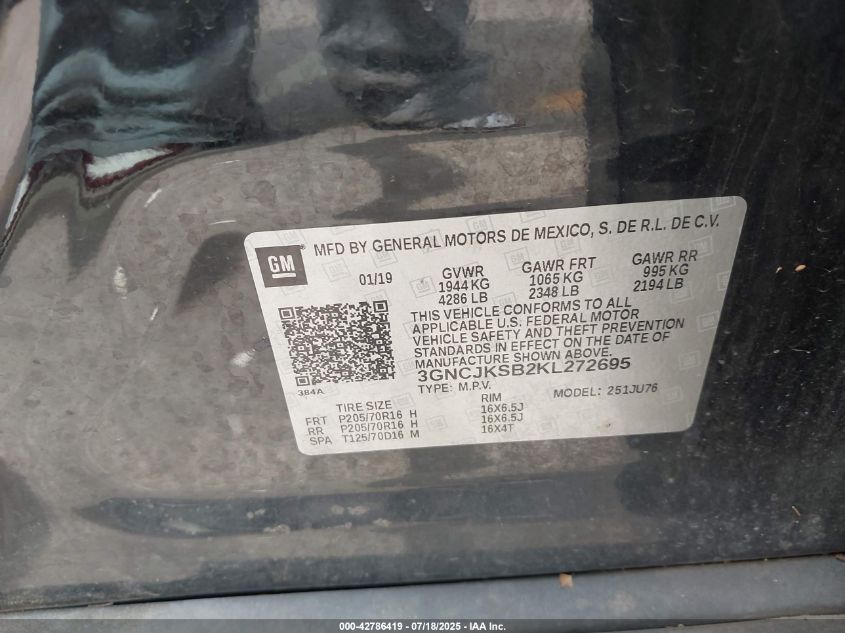 GM
MFD BY GENERAL MOTORS DE MEXICO, S. DE R.L. DE C.V.
01/19
GVWR GAWR FRT GAWR RR
1944 KG 1065 KG 995 KG
4286 LB 2348 LB 2194 LB
THIS VEHICLE CONFORMS TO ALL
APPLICABLE U.S. FEDERAL MOTOR
VEHICLE SAFETY AND THEFT PREVENTION
STANDARDS IN EFFECT ON THE DATE OF
MANUFACTURE SHOWN ABOVE.
3GNCJKSB2KL272695
384A
TYPE: M.P.V. MODEL: 251JU76
TIRE SIZE RIM
FRT P205/70R16 H 16X6.5J
RR P205/70R16 H 16X6.5J
SPA T125/70D16 M 16X4T
000-42786419 - 07/18/2025 - IAA Inc.